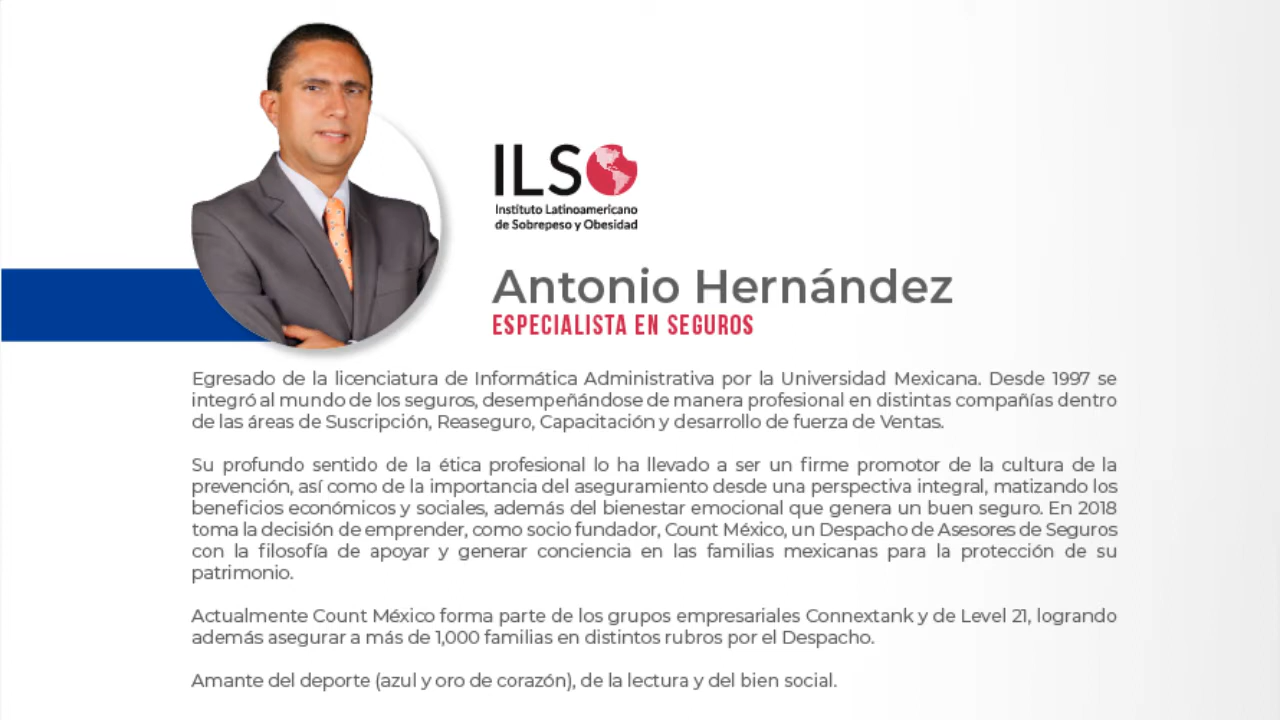 ILSO
Instituto Latinoamericano
de Sobrepeso y Obesidad
Antonio Hernández
ESPECIALISTA EN SEGUROS
Egresado de la licenciatura de Informática Administrativa por la Universidad Mexicana. Desde 1997 se
integró al mundo de los seguros, desempeñándose de manera profesional en distintas compañías dentro
de las áreas de Suscripción, Reaseguro, Capacitación y desarrollo de fuerza de Ventas.
Su profundo sentido de la ética profesional lo ha llevado a ser un firme promotor de la cultura de la
prevención, así como de la importancia del aseguramiento desde una perspectiva integral, matizando los
beneficios económicos y sociales, además del bienestar emocional que genera un buen seguro. En 2018
toma la decisión de emprender, como socio fundador, Count México, un Despacho de Asesores de Seguros
con la filosofía de apoyar y generar conciencia en las familias mexicanas para la protección de su
patrimonio.
Actualmente Count México forma parte de los grupos empresariales Connextank y de Level 21, logrando
además asegurar a más de 1,000 familias en distintos rubros por el Despacho.
Amante del deporte (azul y oro de corazón), de la lectura y del bien social.